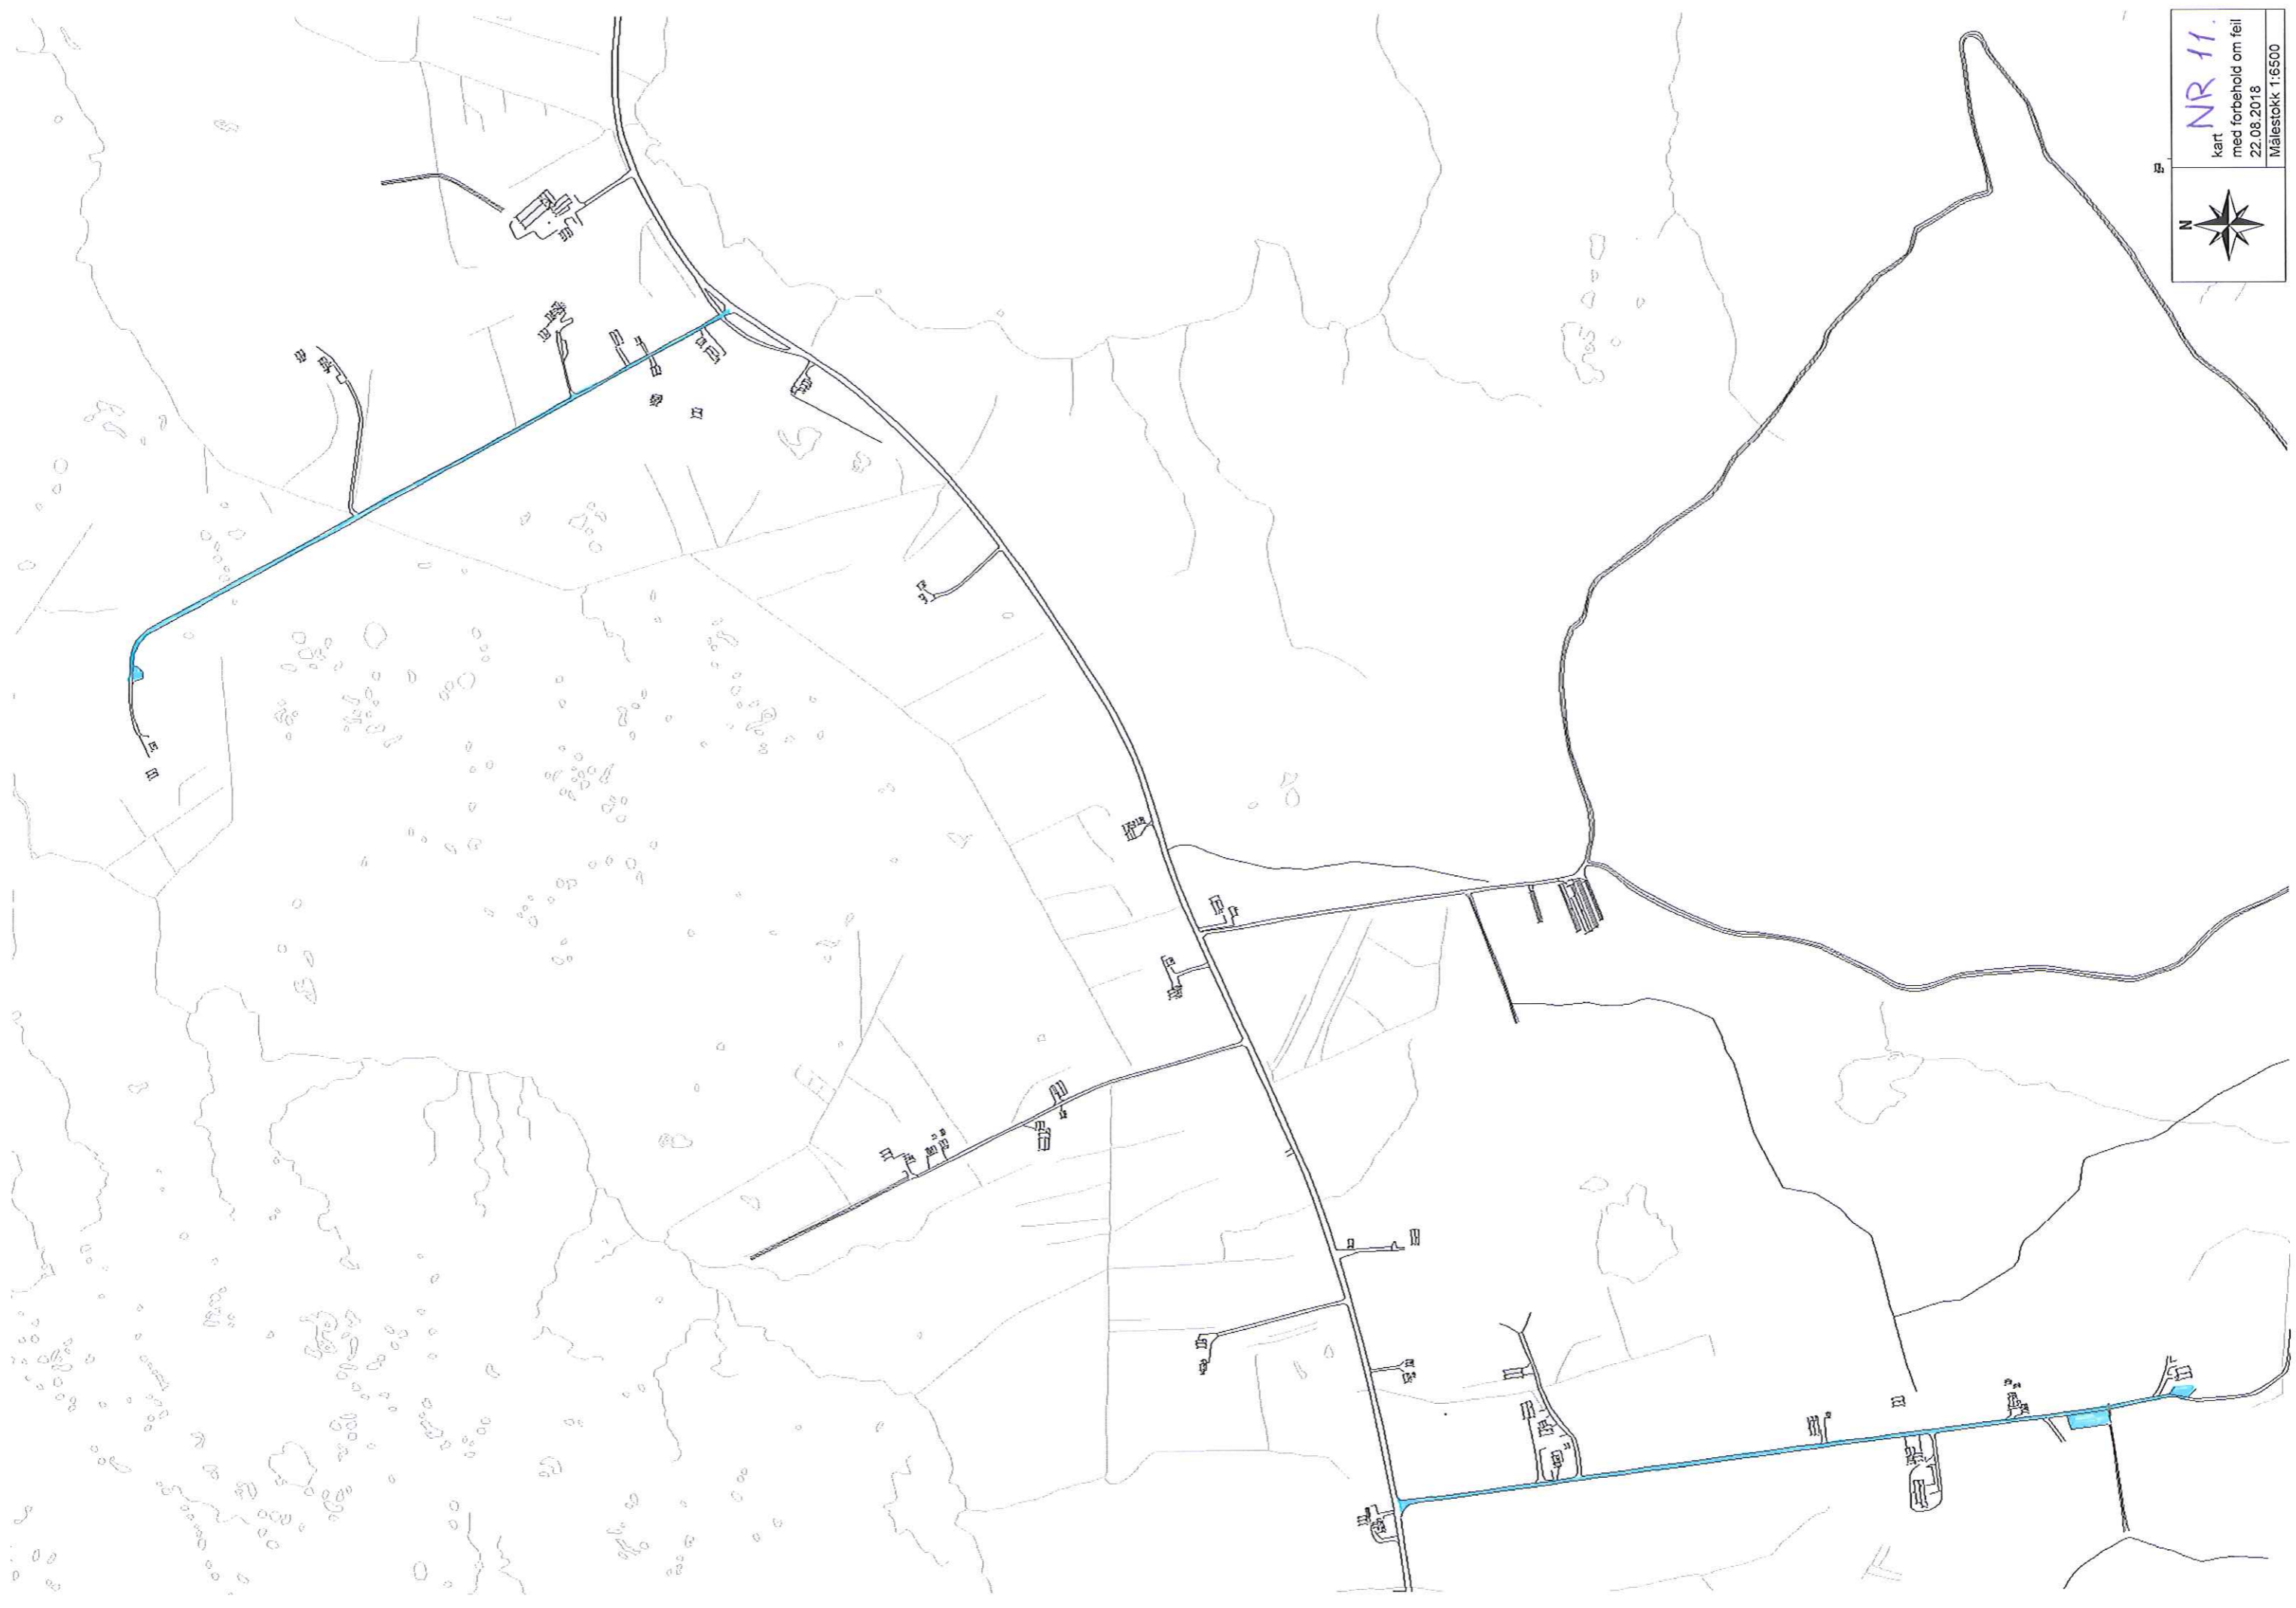 NR 11.
kart
med forbehold om feil
22.08.2018
Målestokk 1:6500
N